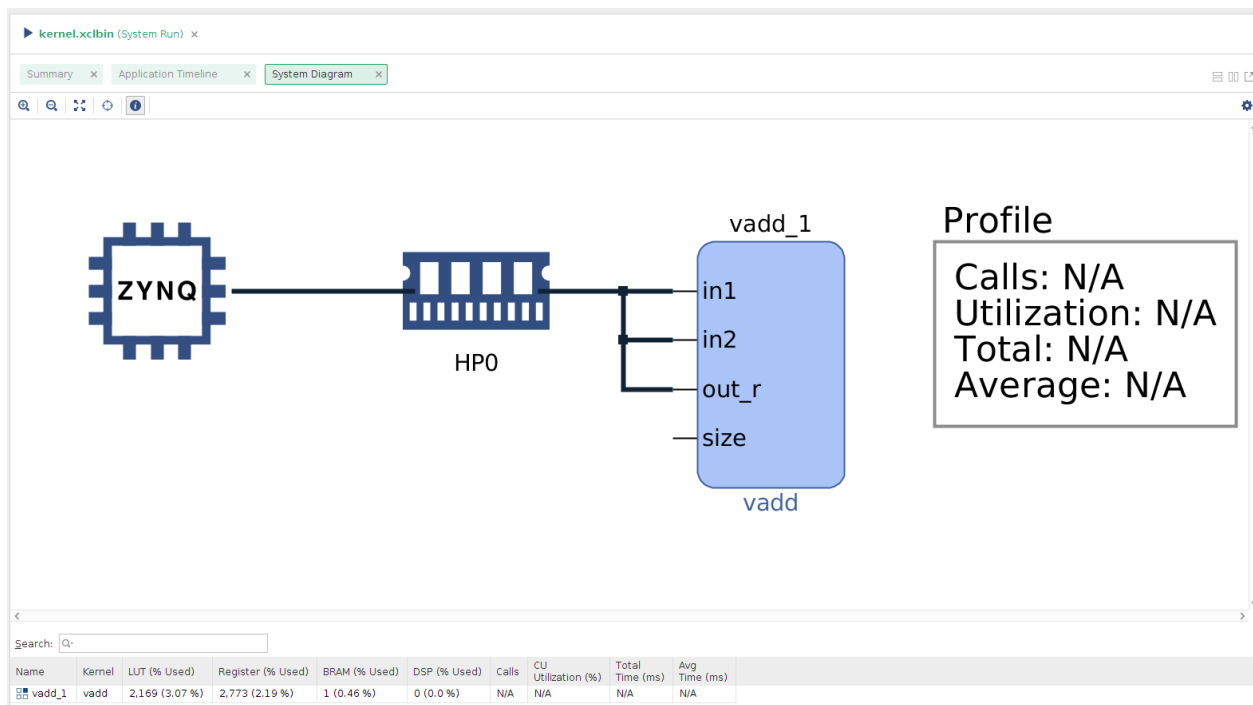 kernel.xclbin (System Run) ×
Summary × Application Timeline × System Diagram ×
vadd_1
Profile
ZYNQ
in1
in2
out_r
size
HP0
vadd
Calls: N/A
Utilization: N/A
Total: N/A
Average: N/A
Search: Q-
Name Kernel LUT (% Used) Register (% Used) BRAM (% Used) DSP (% Used) Calls CU Utilization (%) Total Time (ms) Avg Time (ms)
vadd_1 vadd 2,169 (3.07 %) 2,773 (2.19 %) 1 (0.46 %) 0 (0.0 %) N/A N/A N/A N/A